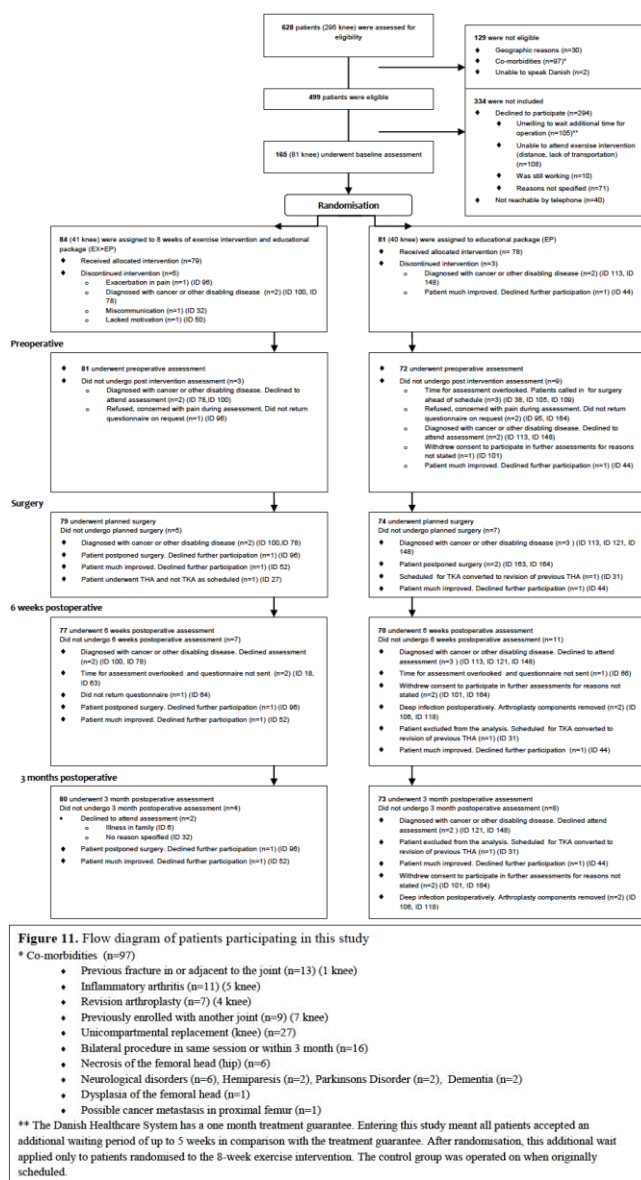 628 patients (295 knee) were assessed for
eligibility
129 were not eligible
♦ Geographic reasons (n=30)
♦ Co-morbidities (n=97)*
♦ Unable to speak Danish (n=2)
499 patients were eligible
334 were not included
♦ Declined to participate (n=294)
♦ Unwilling to wait additional time for
operation (n=105)**
♦ Unable to attend exercise intervention
(distance, lack of transportation)
(n=108)
♦ Was still working (n=10)
♦ Reasons not specified (n=71)
♦ Not reachable by telephone (n=40)
165 (81 knee) underwent baseline assessment
Randomisation
84 (41 knee) were assigned to 8 weeks of exercise intervention and educational
package (EX+EP)
♦ Received allocated intervention (n=79)
♦ Discontinued intervention (n=5)
o Exacerbation in pain (n=1) (ID 96)
o Diagnosed with cancer or other disabling disease (n=2) (ID 100, ID
78)
o Miscommunication (n=1) (ID 32)
o Lacked motivation (n=1) (ID 50)
81 (40 knee) were assigned to educational package (EP)
♦ Received allocated intervention (n= 78)
♦ Discontinued intervention (n=3)
o Diagnosed with cancer or other disabling disease (n=2) (ID 113, ID
148)
o Patient much improved. Declined further participation (n=1) (ID 44)
Preoperative
♦ 81 underwent preoperative assessment
♦ Did not undergo post intervention assessment (n=3)
o Diagnosed with cancer or other disabling disease. Declined to
attend assessment (n=2) (ID 78,ID100)
o Refused, concerned with pain during assessment. Did not return
questionnaire on request (n=1) (ID 96)
♦ 72 underwent preoperative assessment
♦ Did not undergo post intervention assessment (n=9)
o Time for assessment overlooked. Patients called in for surgery
ahead of schedule (n=3) (ID 38, ID 105, ID 109)
o Refused, concerned with pain during assessment. Did not return
questionnaire on request (n=2) (ID 95, ID 164)
o Diagnosed with cancer or other disabling disease. Declined to
attend assessment (n=2) (ID 113, ID 148)
o Withdrew consent to participate in further assessments for reasons
not stated (n=1) (ID 101)
o Patient much improved. Declined further participation (n=1) (ID 44)
Surgery
79 underwent planned surgery
Did not undergo planned surgery (n=5)
♦ Diagnosed with cancer or other disabling disease (n=2) (ID 100,ID 78)
♦ Patient postponed surgery. Declined further participation (n=1) (ID 96)
♦ Patient much improved. Declined further participation (n=1) (ID 52)
♦ Patient underwent THA and not TKA as scheduled (n=1) (ID 27)
74 underwent planned surgery
Did not undergo planned surgery (n=7)
♦ Diagnosed with cancer or other disabling disease (n=3 ) (ID 113, ID 121, ID
148)
♦ Patient postponed surgery (n=2) (ID 163, ID 164)
♦ Scheduled for TKA converted to revision of previous THA (n=1) (ID 31)
♦ Patient much improved. Declined further participation (n=1) (ID 44)
6 weeks postoperative
77 underwent 6 weeks postoperative assessment
Did not undergo 6 weeks postoperative assessment (n=7)
♦ Diagnosed with cancer or other disabling disease. Declined assessment
(n=2) (ID 100, ID 78)
♦ Time for assessment overlooked and questionnaire not sent (n=2) (ID 18,
ID 63)
♦ Did not return questionnaire (n=1) (ID 64)
♦ Patient postponed surgery. Declined further participation (n=1) (ID 96)
♦ Patient much improved. Declined further participation (n=1) (ID 52)
70 underwent 6 weeks postoperative assessment
Did not undergo 6 weeks postoperative assessment (n=11)
♦ Diagnosed with cancer or other disabling disease. Declined to attend
assessment (n=3 ) (ID 113, ID 121, ID 148)
♦ Time for assessment overlooked and questionnaire not sent (n=1) (ID 66)
♦ Withdrew consent to participate in further assessments for reasons not
stated (n=2) (ID 101, ID 164)
♦ Deep infection postoperatively. Arthroplasty components removed (n=2) (ID
106, ID 118)
♦ Patient excluded from the analysis. Scheduled for TKA converted to
revision of previous THA (n=1) (ID 31)
♦ Patient much improved. Declined further participation (n=1) (ID 44)
3 months postoperative
80 underwent 3 month postoperative assessment
Did not undergo 3 month postoperative assessment (n=4)
• Declined to attend assessment (n=2)
o Illness in family (ID 6)
o No reason specified (ID 32)
♦ Patient postponed surgery. Declined further participation (n=1) (ID 96)
♦ Patient much improved. Declined further participation (n=1) (ID 52)
73 underwent 3 month postoperative assessment
Did not undergo 3 month postoperative assessment (n=8)
♦ Diagnosed with cancer or other disabling disease. Declined attend
assessment (n=2 ) (ID 121, ID 148)
♦ Patient excluded from the analysis. Scheduled for TKA converted to
revision of previous THA (n=1) (ID 31)
♦ Patient much improved. Declined further participation (n=1) (ID 44)
♦ Withdrew consent to participate in further assessments for reasons not
stated (n=2) (ID 101, ID 164)
♦ Deep infection postoperatively. Arthroplasty components removed (n=2) (ID
106, ID 118)
Figure 11. Flow diagram of patients participating in this study
* Co-morbidities (n=97)
♦ Previous fracture in or adjacent to the joint (n=13) (1 knee)
♦ Inflammatory arthritis (n=11) (5 knee)
♦ Revision arthroplasty (n=7) (4 knee)
♦ Previously enrolled with another joint (n=9) (7 knee)
♦ Unicompartmental replacement (knee) (n=27)
♦ Bilateral procedure in same session or within 3 month (n=16)
♦ Necrosis of the femoral head (hip) (n=6)
♦ Neurological disorders (n=6), Hemiparesis (n=2), Parkinsons Disorder (n=2), Dementia (n=2)
♦ Dysplasia of the femoral head (n=1)
♦ Possible cancer metastasis in proximal femur (n=1)
** The Danish Healthcare System has a one month treatment guarantee. Entering this study meant all patients accepted an
additional waiting period of up to 5 weeks in comparison with the treatment guarantee. After randomisation, this additional wait
applied only to patients randomised to the 8-week exercise intervention. The control group was operated on when originally
scheduled.